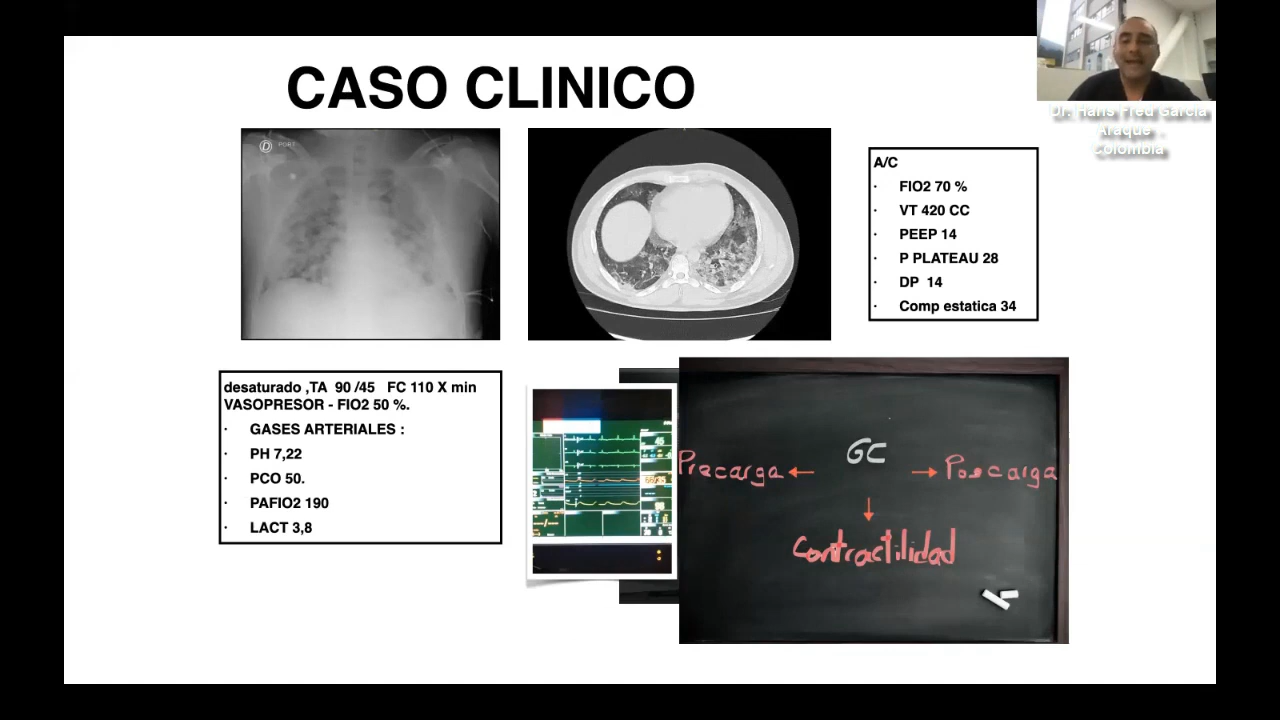 CASO CLINICO
Dr. Hans Fred Garcia
Araque
Colombia
D PORT
A/C
· FIO2 70 %
· VT 420 CC
· PEEP 14
· P PLATEAU 28
· DP 14
· Comp estatica 34
desaturado ,TA 90 /45 FC 110 X min
VASOPRESOR - FIO2 50 %.
· GASES ARTERIALES :
· PH 7,22
· PCO 50.
· PAFIO2 190
· LACT 3,8
45
GC
Precarga
Poscarga
Contractilidad